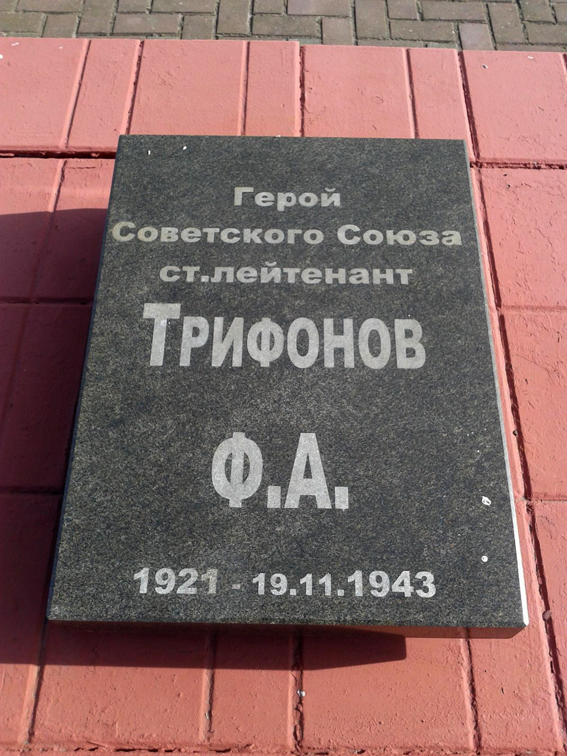 Герой
Советского Союза
ст.лейтенант
ТРИФОНОВ
Ф.А.
1921 - 19.11.1943